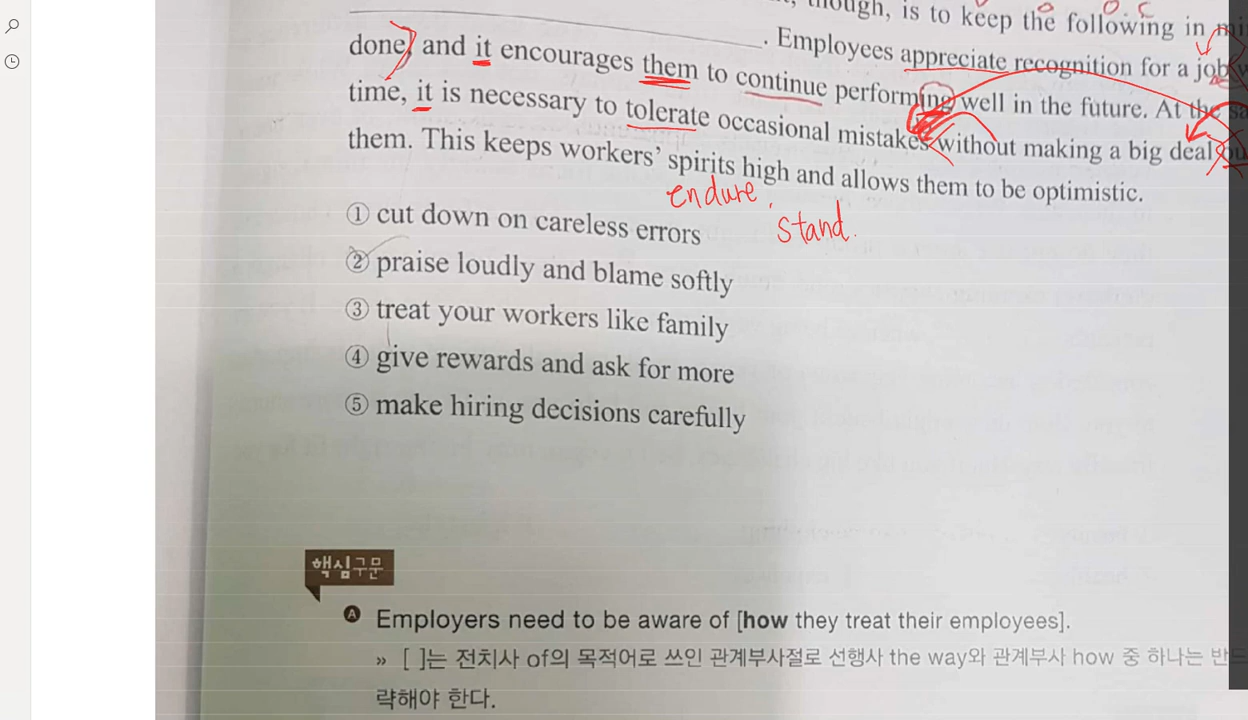 though, is to keep the following in
. Employees appreciate recognition for a job
done, and it encourages them to continue performing well in the future. At the
time, it is necessary to tolerate occasional mistakes without making a big deal
them. This keeps workers' spirits high and allows them to be optimistic.
endure, stand.
① cut down on careless errors
② praise loudly and blame softly
③ treat your workers like family
④ give rewards and ask for more
⑤ make hiring decisions carefully
핵심구문
A Employers need to be aware of [how they treat their employees].
» [ ]는 전치사 of의 목적어로 쓰인 관계부사절로 선행사 the way와 관계부사 how 중 하나는 반드
략해야 한다.